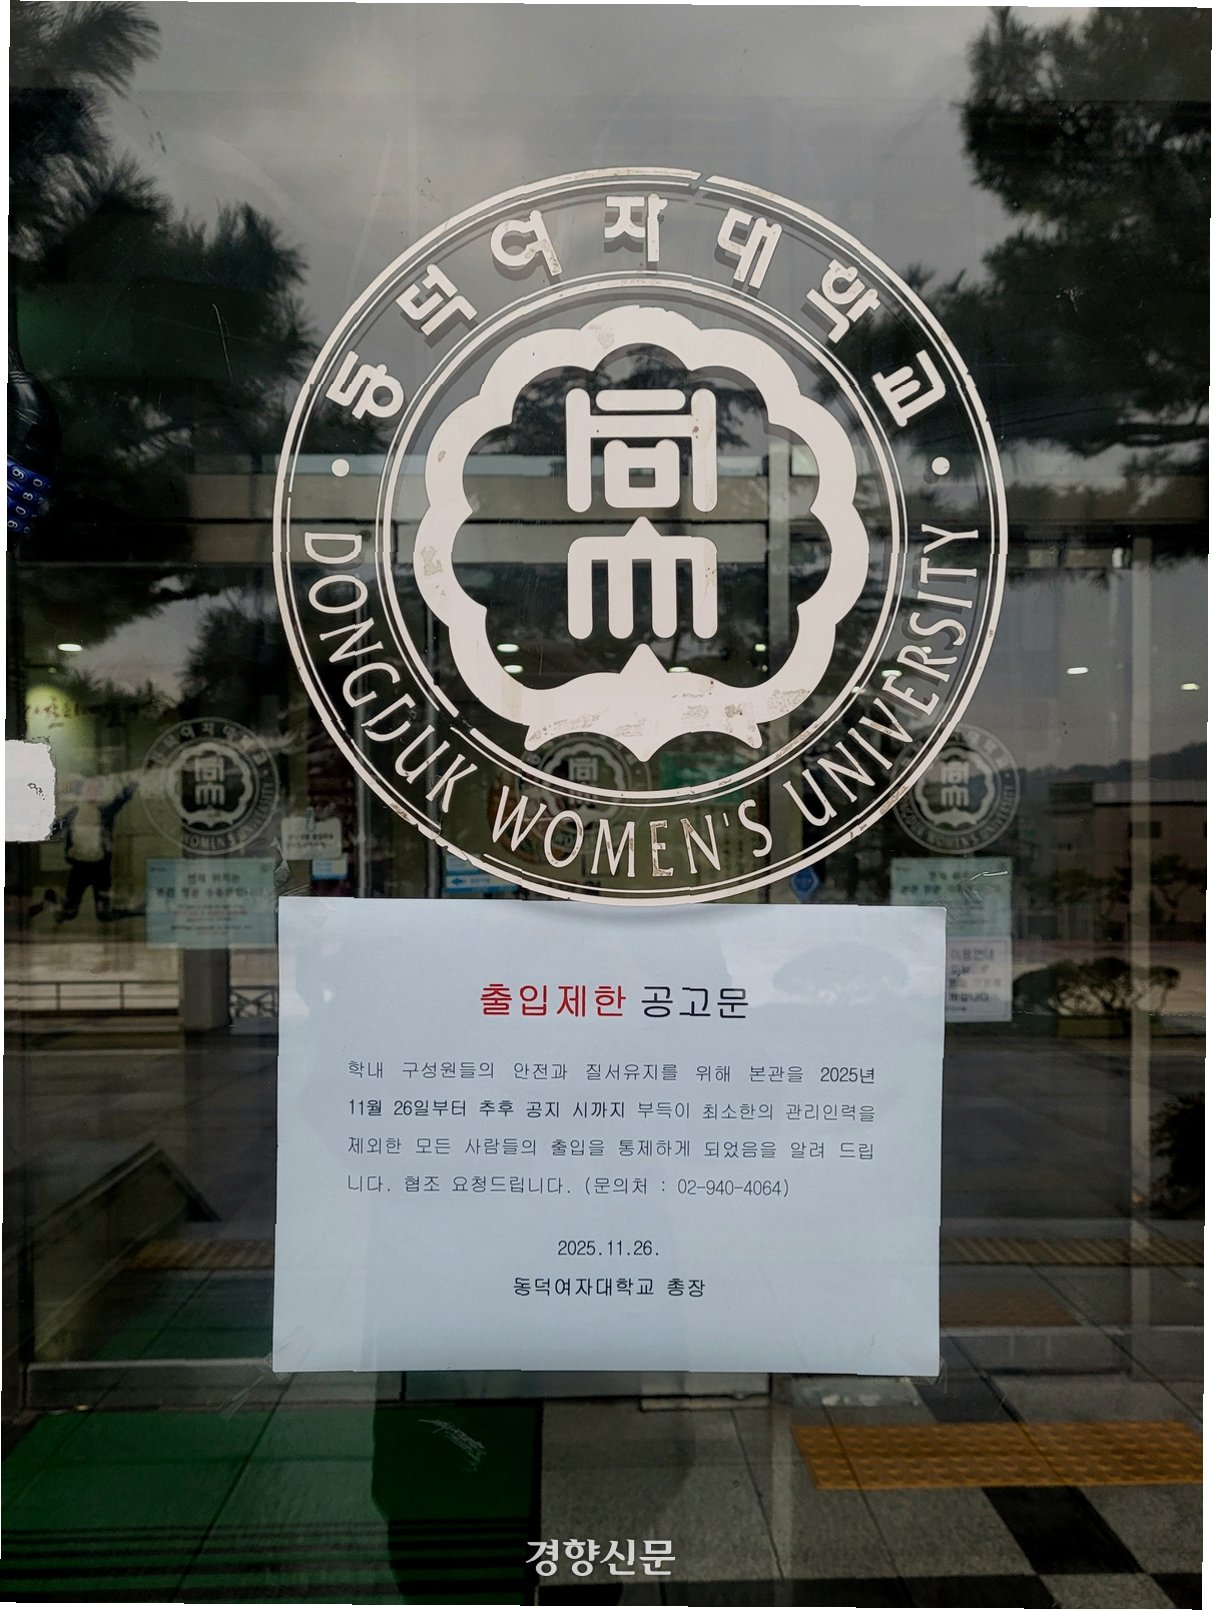 동덕여자대학교
DONGDUK WOMEN'S UNIVERSITY
출입제한 공고문
학내 구성원들의 안전과 질서유지를 위해 본관을 2025년
11월 26일부터 추후 공지 시까지 부득이 최소한의 관리인력을
제외한 모든 사람들의 출입을 통제하게 되었음을 알려 드립
니다. 협조 요청드립니다. (문의처 : 02-940-4064)
2025.11.26.
동덕여자대학교 총장
경향신문